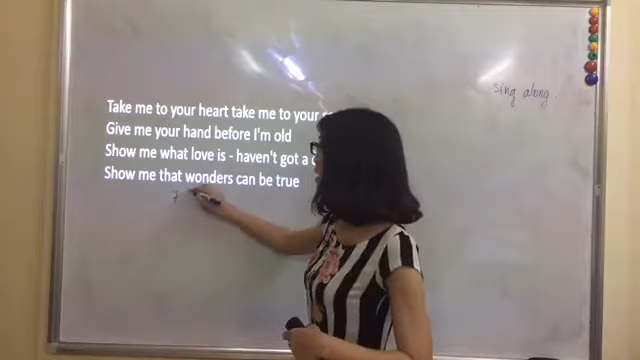 Take me to your heart take me to your
Give me your hand before I'm old
Show me what love is - haven't got a
Show me that wonders can be true
sing along.